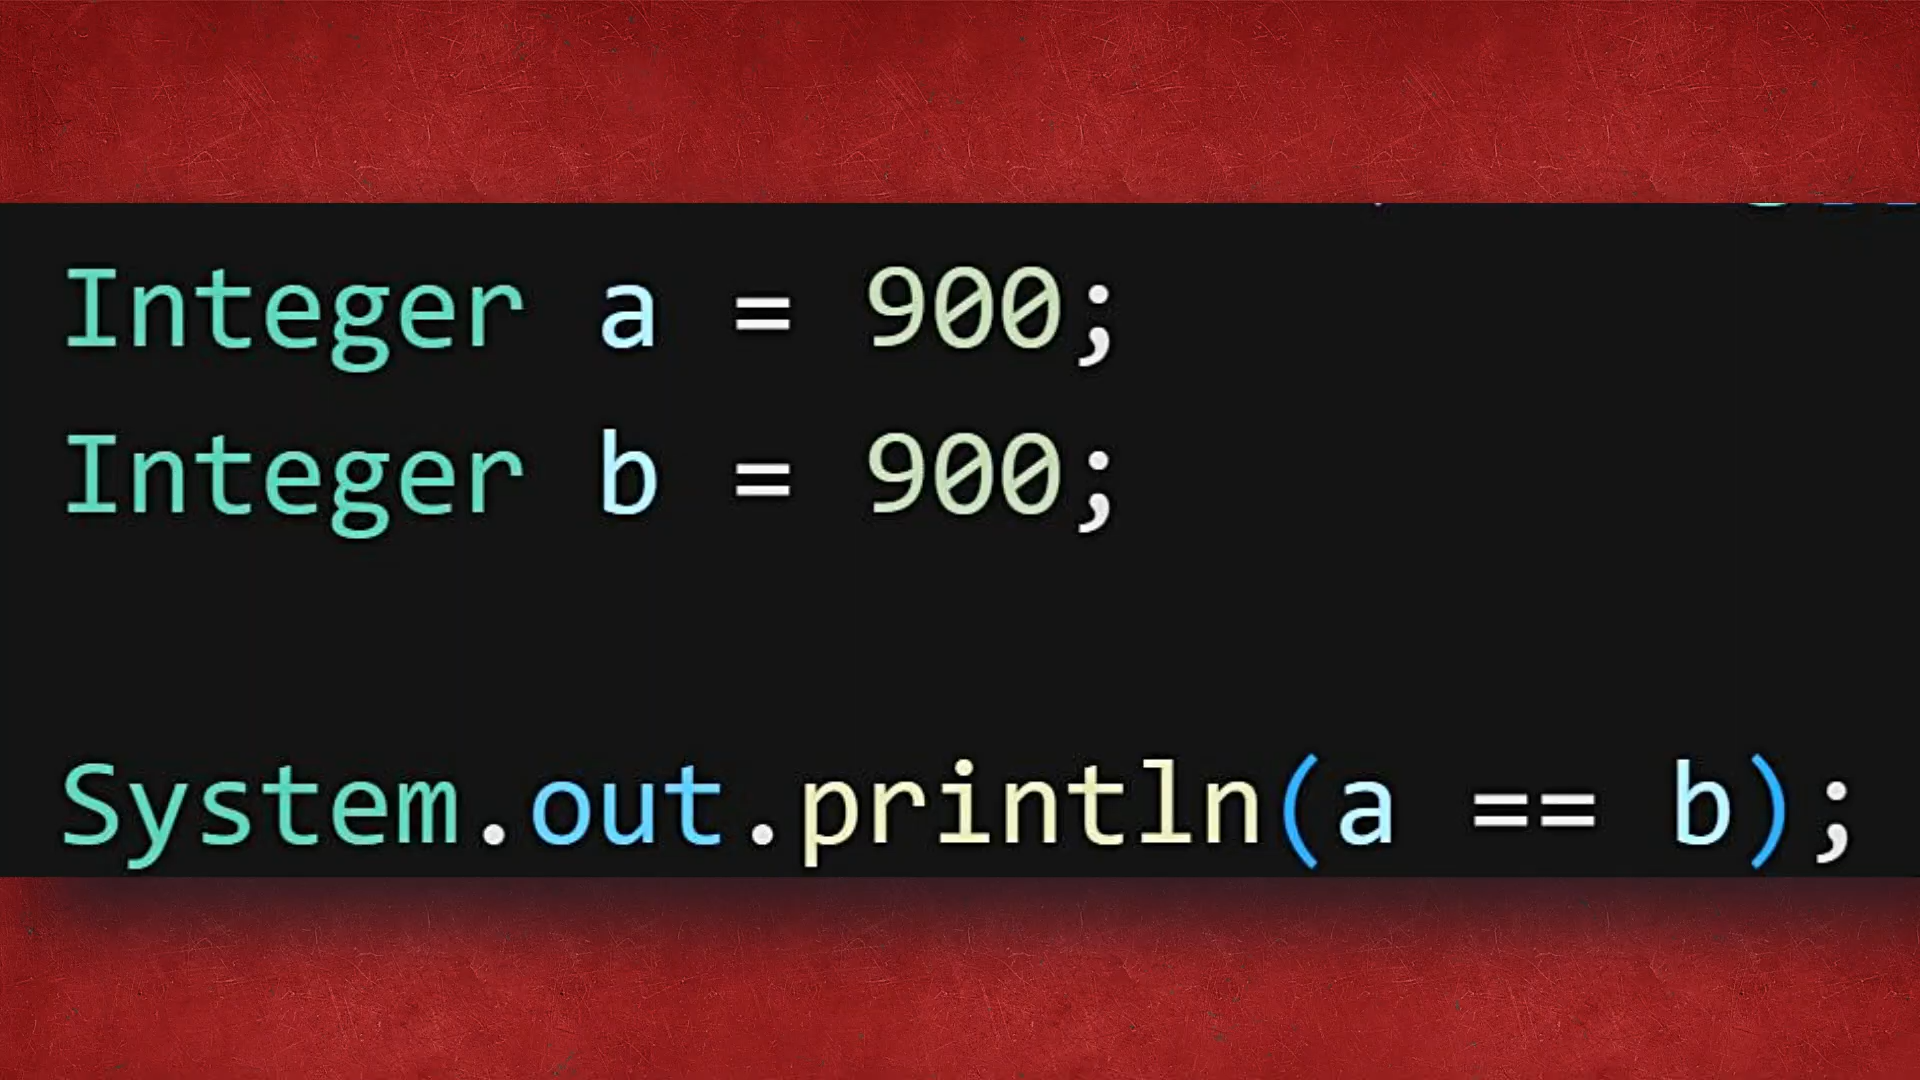 Integer a = 900;
Integer b = 900;
System.out.println(a == b);